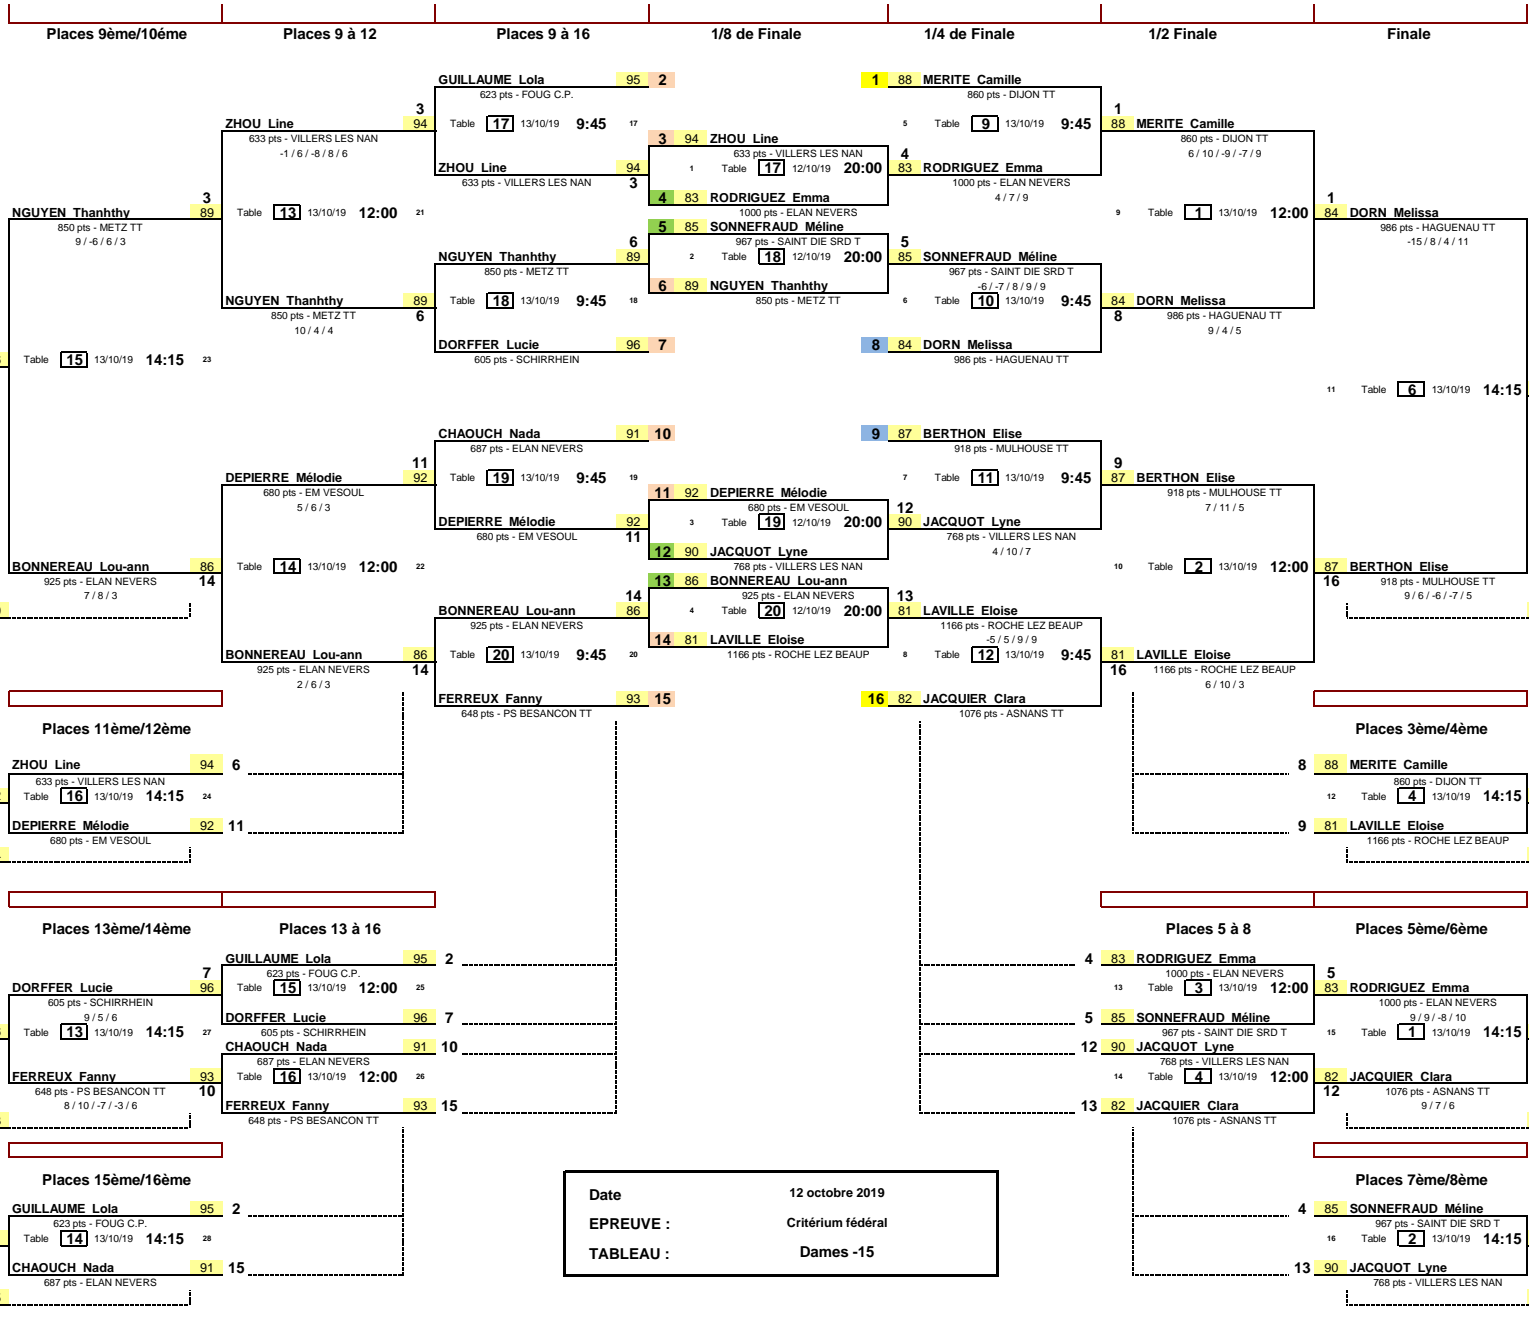 Places 9ème/10éme Places 9 à 12 Places 9 à 16 1/8 de Finale 1/4 de Finale 1/2 Finale Finale
GUILLAUME Lola 95 2 1 88 MERITE Camille
623 pts - FOUG C.P. 860 pts - DIJON TT
3 1
ZHOU Line 94 Table 17 13/10/19 9:45 17 5 Table 9 13/10/19 9:45 88 MERITE Camille
633 pts - VILLERS LES NAN 3 94 ZHOU Line 860 pts - DIJON TT
-1 / 6 / -8 / 8 / 6 633 pts - VILLERS LES NAN 4 6 / 10 / -9 / -7 / 9
ZHOU Line 94 1 Table 17 12/10/19 20:00 83 RODRIGUEZ Emma
633 pts - VILLERS LES NAN 3 1000 pts - ELAN NEVERS
3 4 83 RODRIGUEZ Emma 4 / 7 / 9 1
NGUYEN Thanhthy 89 Table 13 13/10/19 12:00 21 1000 pts - ELAN NEVERS 9 Table 1 13/10/19 12:00 84 DORN Melissa
850 pts - METZ TT 5 85 SONNEFRAUD Méline 986 pts - HAGUENAU TT
9 / -6 / 6 / 3 6 967 pts - SAINT DIE SRD T 5 -15 / 8 / 4 / 11
NGUYEN Thanhthy 89 2 Table 18 12/10/19 20:00 85 SONNEFRAUD Méline
850 pts - METZ TT 967 pts - SAINT DIE SRD T
6 89 NGUYEN Thanhthy -6 / -7 / 8 / 9 / 9
NGUYEN Thanhthy 89 Table 18 13/10/19 9:45 18 850 pts - METZ TT 6 Table 10 13/10/19 9:45 84 DORN Melissa
850 pts - METZ TT 6 8 986 pts - HAGUENAU TT
10 / 4 / 4 9 / 4 / 5
DORFFER Lucie 96 7 8 84 DORN Melissa
Table 15 13/10/19 14:15 23 605 pts - SCHIRRHEIN 986 pts - HAGUENAU TT
11 Table 6 13/10/19 14:15
CHAOUCH Nada 91 10 9 87 BERTHON Elise
687 pts - ELAN NEVERS 918 pts - MULHOUSE TT
11 9
DEPIERRE Mélodie 92 Table 19 13/10/19 9:45 19 7 Table 11 13/10/19 9:45 87 BERTHON Elise
680 pts - EM VESOUL 11 92 DEPIERRE Mélodie 918 pts - MULHOUSE TT
5 / 6 / 3 680 pts - EM VESOUL 12 7 / 11 / 5
DEPIERRE Mélodie 92 3 Table 19 12/10/19 20:00 90 JACQUOT Lyne
680 pts - EM VESOUL 11 768 pts - VILLERS LES NAN
12 90 JACQUOT Lyne 4 / 10 / 7
BONNEREAU Lou-ann 86 Table 14 13/10/19 12:00 22 768 pts - VILLERS LES NAN 10 Table 2 13/10/19 12:00 87 BERTHON Elise
925 pts - ELAN NEVERS 14 13 86 BONNEREAU Lou-ann 16 918 pts - MULHOUSE TT
7 / 8 / 3 14 925 pts - ELAN NEVERS 13 9 / 6 / -6 / -7 / 5
BONNEREAU Lou-ann 86 4 Table 20 12/10/19 20:00 81 LAVILLE Eloise
925 pts - ELAN NEVERS 1166 pts - ROCHE LEZ BEAUP
14 81 LAVILLE Eloise -5 / 5 / 9 / 9
BONNEREAU Lou-ann 86 Table 20 13/10/19 9:45 20 1166 pts - ROCHE LEZ BEAUP 8 Table 12 13/10/19 9:45 81 LAVILLE Eloise
925 pts - ELAN NEVERS 14 16 1166 pts - ROCHE LEZ BEAUP
2 / 6 / 3 6 / 10 / 3
FERREUX Fanny 93 15 16 82 JACQUIER Clara
648 pts - PS BESANCON TT 1076 pts - ASNANS TT
Places 11ème/12ème Places 3ème/4ème
ZHOU Line 94 6 8 88 MERITE Camille
633 pts - VILLERS LES NAN 860 pts - DIJON TT
Table 16 13/10/19 14:15 24 12 Table 4 13/10/19 14:15
DEPIERRE Mélodie 92 11 9 81 LAVILLE Eloise
680 pts - EM VESOUL 1166 pts - ROCHE LEZ BEAUP
Places 13ème/14ème Places 13 à 16 Places 5 à 8 Places 5ème/6ème
GUILLAUME Lola 95 2 4 83 RODRIGUEZ Emma
7 623 pts - FOUG C.P. 1000 pts - ELAN NEVERS 5
DORFFER Lucie 96 Table 15 13/10/19 12:00 25 13 Table 3 13/10/19 12:00 83 RODRIGUEZ Emma
605 pts - SCHIRRHEIN 1000 pts - ELAN NEVERS
9 / 5 / 6 DORFFER Lucie 96 7 5 85 SONNEFRAUD Méline 9 / 9 / -8 / 10
Table 13 13/10/19 14:15 27 605 pts - SCHIRRHEIN 967 pts - SAINT DIE SRD T 15 Table 1 13/10/19 14:15
CHAOUCH Nada 91 10 12 90 JACQUOT Lyne
687 pts - ELAN NEVERS 768 pts - VILLERS LES NAN
FERREUX Fanny 93 Table 16 13/10/19 12:00 26 14 Table 4 13/10/19 12:00 82 JACQUIER Clara
648 pts - PS BESANCON TT 10 12 1076 pts - ASNANS TT
8 / 10 / -7 / -3 / 6 FERREUX Fanny 93 15 13 82 JACQUIER Clara 9 / 7 / 6
648 pts - PS BESANCON TT 1076 pts - ASNANS TT
Places 15ème/16ème Places 7ème/8ème
GUILLAUME Lola 95 2 4 85 SONNEFRAUD Méline
623 pts - FOUG C.P. 967 pts - SAINT DIE SRD T
Table 14 13/10/19 14:15 28 16 Table 2 13/10/19 14:15
CHAOUCH Nada 91 15 13 90 JACQUOT Lyne
687 pts - ELAN NEVERS 768 pts - VILLERS LES NAN
Date 12 octobre 2019
EPREUVE : Critérium fédéral
TABLEAU : Dames -15